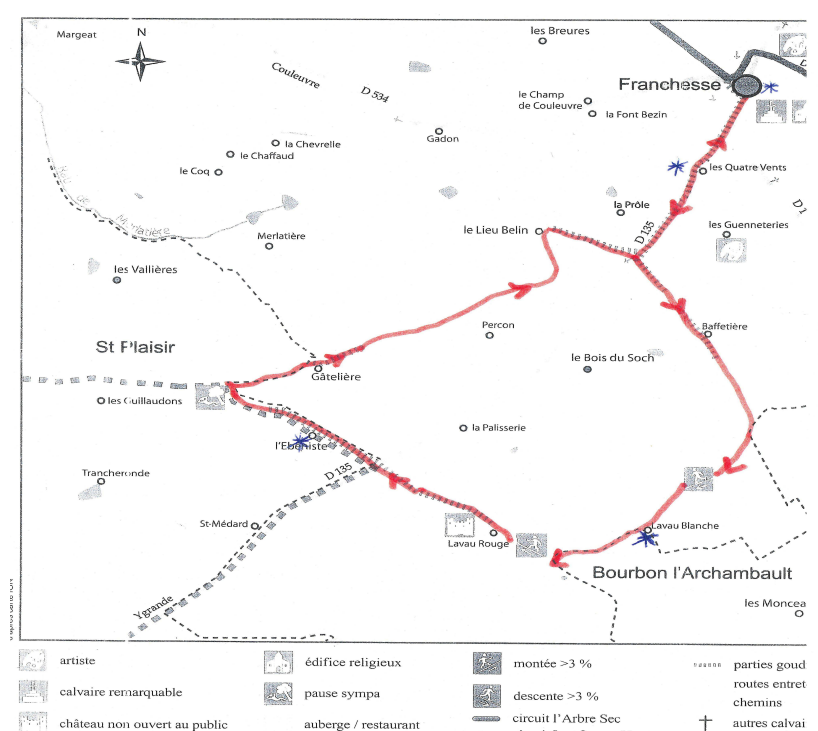 Margeat
N
les Breures
Couleuvre
D 534
Franchesse
le Champ
de Couleuvre
la Font Bezin
Gadon
la Chevrelle
le Chaffaud
le Coq
les Quatre Vents
la Prôle
D 1
les Guenneteries
D 135
le Lieu Belin
Merlatière
Merlatière
les Vallières
Percon
Baffetière
St Plaisir
le Bois du Soch
Gâtelière
les Guillaudons
la Palisserie
l'Ebéniste
D 135
Trancheronde
St-Médard
Lavau Rouge
Lavau Blanche
Bourbon l'Archambault
Ygrande
les Moncea
artiste
édifice religieux
montée >3 %
parties goud
calvaire remarquable
pause sympa
descente >3 %
routes entret
chemins
château non ouvert au public
auberge / restaurant
circuit l'Arbre Sec
autres calvai